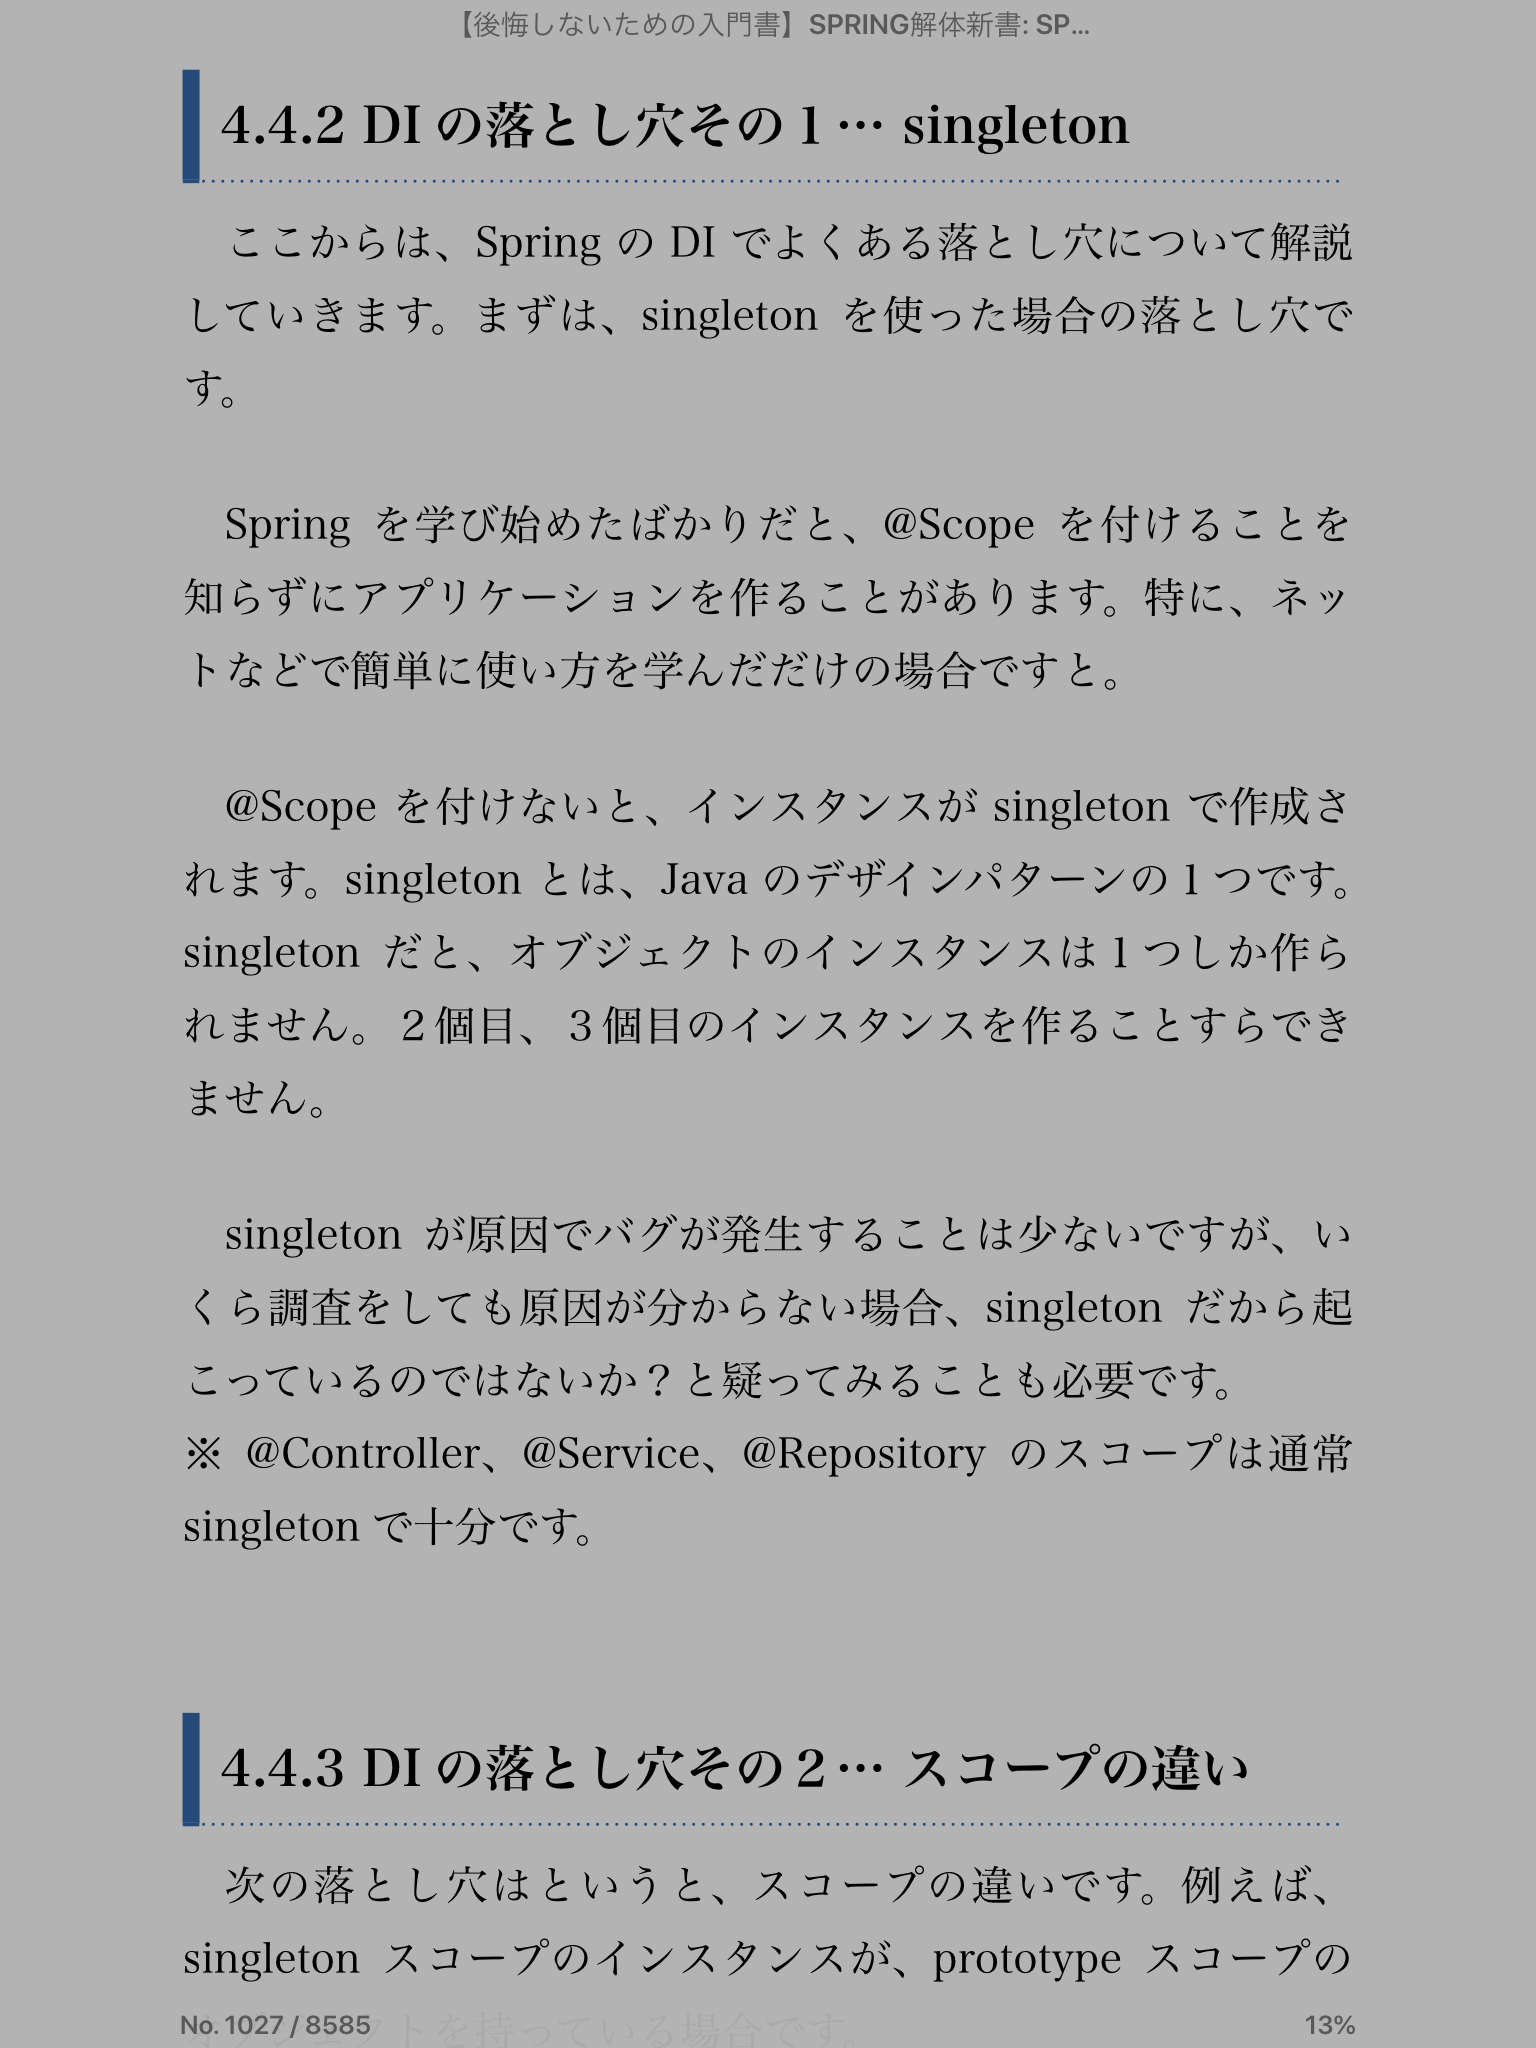 【後悔しないための入門書】SPRING解体新書: SP...
4.4.2 DI の落とし穴その１… singleton
ここからは、Spring の DI でよくある落とし穴について解説
していきます。まずは、singleton を使った場合の落とし穴で
す。
Spring を学び始めたばかりだと、@Scope を付けることを
知らずにアプリケーションを作ることがあります。特に、ネッ
トなどで簡単に使い方を学んだだけの場合ですと。
@Scope を付けないと、インスタンスが singleton で作成さ
れます。singleton とは、Java のデザインパターンの１つです。
singleton だと、オブジェクトのインスタンスは１つしか作ら
れません。２個目、３個目のインスタンスを作ることすらでき
ません。
singleton が原因でバグが発生することは少ないですが、い
くら調査をしても原因が分からない場合、singleton だから起
こっているのではないか？と疑ってみることも必要です。
※ @Controller、@Service、@Repository のスコープは通常
singleton で十分です。
4.4.3 DI の落とし穴その２… スコープの違い
次の落とし穴はというと、スコープの違いです。例えば、
singleton スコープのインスタンスが、prototype スコープの
オブジェクトを持っている場合です。
No. 1027 / 8585
13%